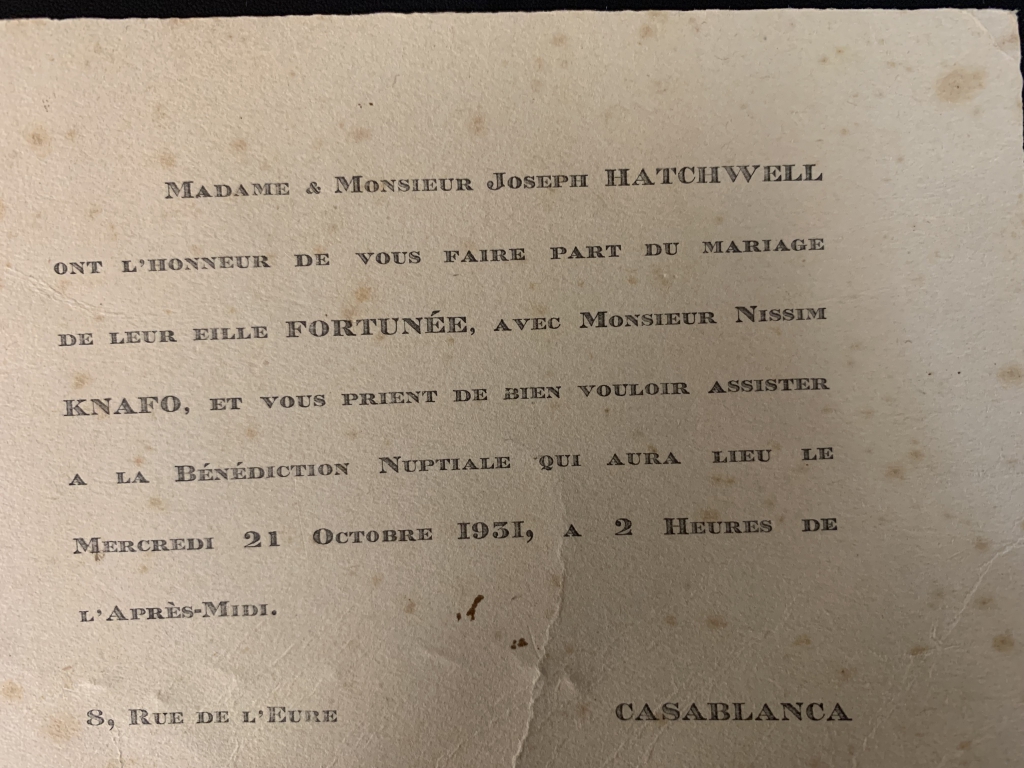 MADAME & MONSIEUR JOSEPH HATCHWELL
ONT L'HONNEUR DE VOUS FAIRE PART DU MARIAGE
DE LEUR EILLE FORTUNÉE, AVEC MONSIEUR NISSIM
KNAFO, ET VOUS PRIENT DE BIEN VOULOIR ASSISTER
A LA BÉNÉDICTION NUPTIALE QUI AURA LIEU LE
MERCREDI 21 OCTOBRE 1931, A 2 HEURES DE
L'APRÈS-MIDI.
8, RUE DE L'EURE
CASABLANCA